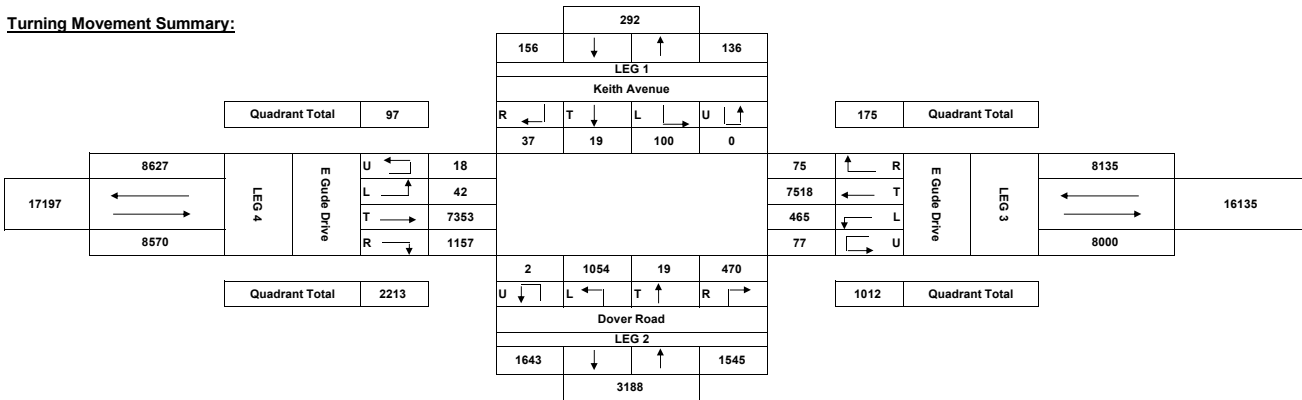 Turning Movement Summary:
292
156 136
LEG 1
Keith Avenue
Quadrant Total 97
R T L U
175 Quadrant Total
37 19 100 0
8627 U 18 75 R 8135
17197 LEG 4 E Gude Drive L 42 7518 T E Gude Drive LEG 3 16135
T 7353 465 L
8570 R 1157 77 U 8000
2 1054 19 470
Quadrant Total 2213
U L T R
1012 Quadrant Total
Dover Road
LEG 2
1643 1545
3188